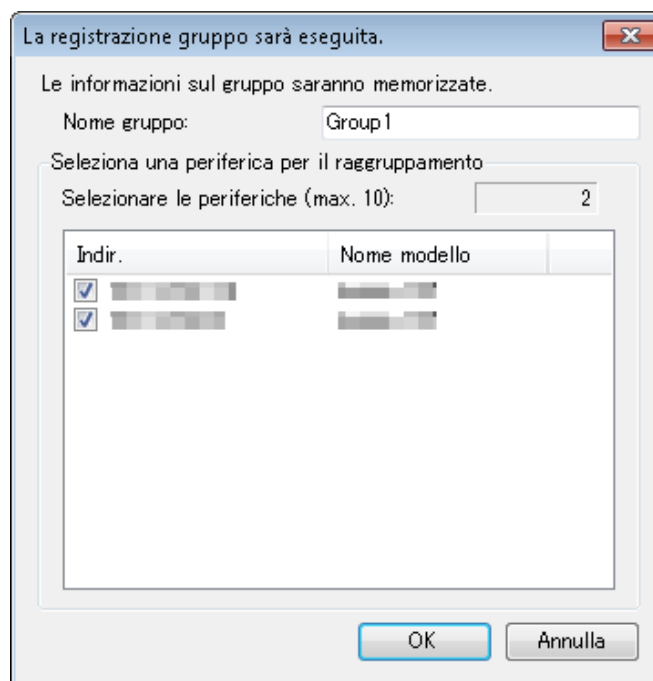 La registrazione gruppo sarà eseguita.
Le informazioni sul gruppo saranno memorizzate.
Nome gruppo: Group1
Seleziona una periferica per il raggruppamento
Selezionare le periferiche (max. 10): 2
Indir. Nome modello
OK Annulla